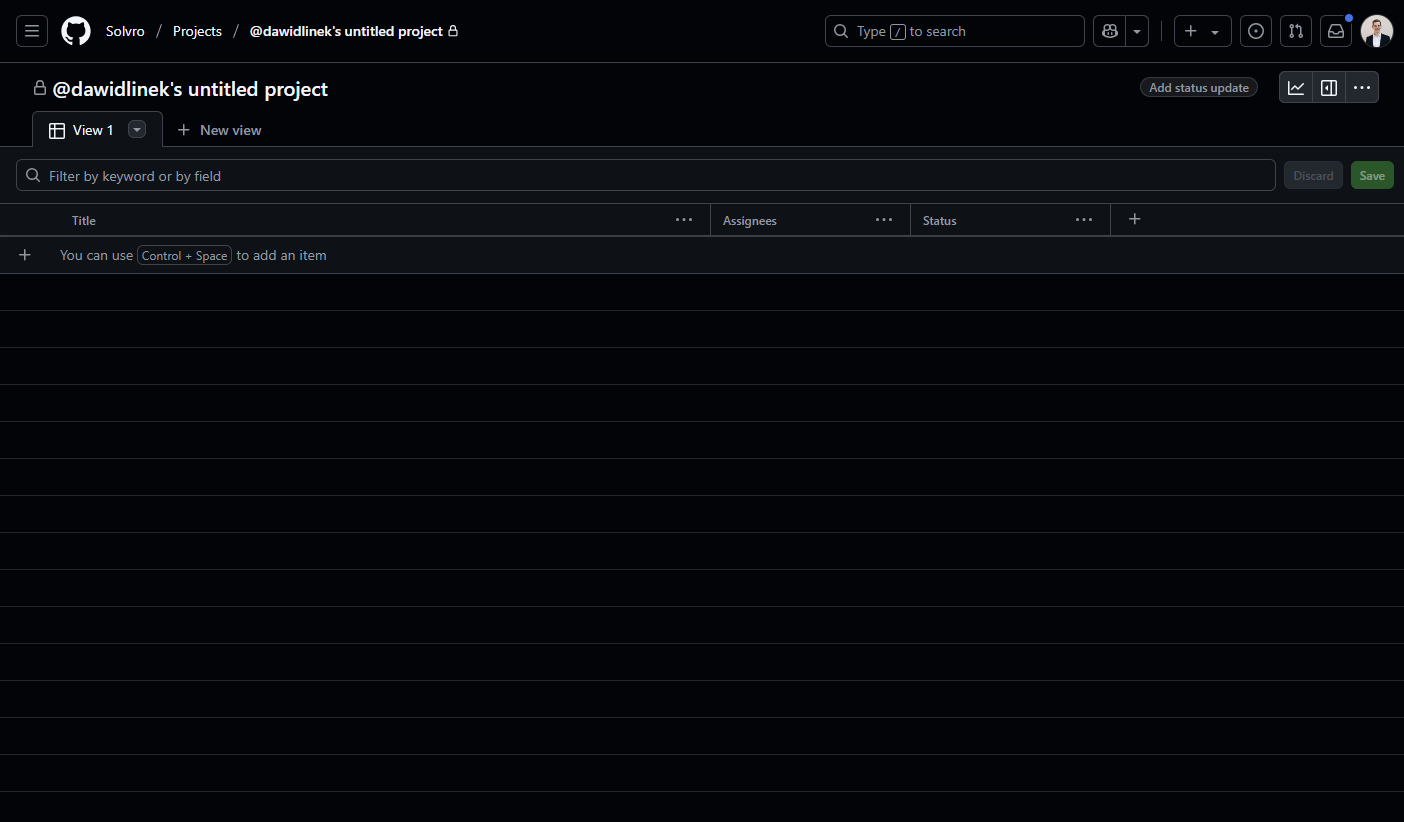 Solvro / Projects / @dawidlinek's untitled project
Type / to search
@dawidlinek's untitled project
Add status update
View 1
New view
Filter by keyword or by field
Discard
Save
Title
Assignees
Status
You can use Control + Space to add an item